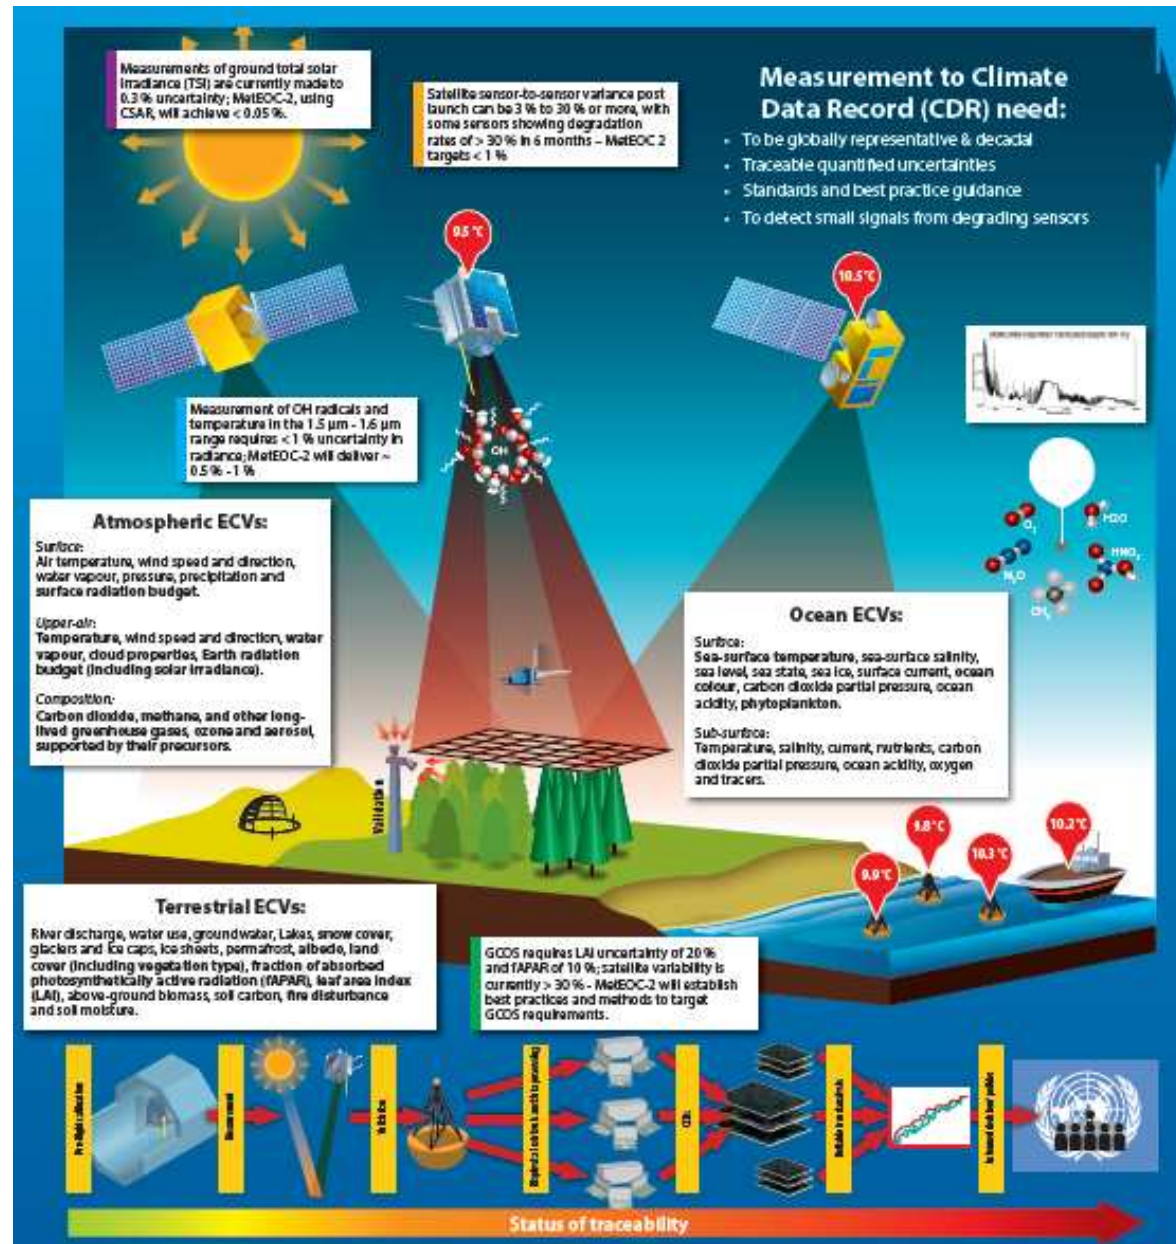 Measurements of ground total solar
irradiance (TSI) are currently made to
0.3 % uncertainty; MetEOC-2, using
CSAR, will achieve < 0.05 %.
Satellite sensor-to-sensor variance post
launch can be 3 % to 30 % or more, with
some sensors showing degradation
rates of > 30 % in 6 months – MetEOC 2
targets < 1 %
Measurement to Climate
Data Record (CDR) need:
• To be globally representative & decadal
• Traceable quantified uncertainties
• Standards and best practice guidance
• To detect small signals from degrading sensors
9.5 °C
10.5 °C
Measurement of OH radicals and
temperature in the 1.5 µm - 1.6 µm
range requires < 1 % uncertainty in
radiance; MetEOC-2 will deliver ~
0.5 % - 1 %
OH
O3
H2O
N2O
HNO3
CH4
Atmospheric ECVs:
Surface:
Air temperature, wind speed and direction,
water vapour, pressure, precipitation and
surface radiation budget.
Upper-air:
Temperature, wind speed and direction, water
vapour, cloud properties, Earth radiation
budget (including solar irradiance).
Composition:
Carbon dioxide, methane, and other long-
lived greenhouse gases, ozone and aerosol,
supported by their precursors.
Ocean ECVs:
Surface:
Sea-surface temperature, sea-surface salinity,
sea level, sea state, sea ice, surface current, ocean
colour, carbon dioxide partial pressure, ocean
acidity, phytoplankton.
Sub-surface:
Temperature, salinity, current, nutrients, carbon
dioxide partial pressure, ocean acidity, oxygen
and tracers.
Validation
9.8 °C
10.2 °C
10.3 °C
9.9 °C
Terrestrial ECVs:
River discharge, water use, groundwater, Lakes, snow cover,
glaciers and ice caps, ice sheets, permafrost, albedo, land
cover (including vegetation type), fraction of absorbed
photosynthetically active radiation (fAPAR), leaf area index
(LAI), above-ground biomass, soil carbon, fire disturbance
and soil moisture.
GCOS requires LAI uncertainty of 20 %
and fAPAR of 10 %; satellite variability is
currently > 30 % - MetEOC-2 will establish
best practices and methods to target
GCOS requirements.
Pre-flight calibration
Validation
CDRs
Status of traceability